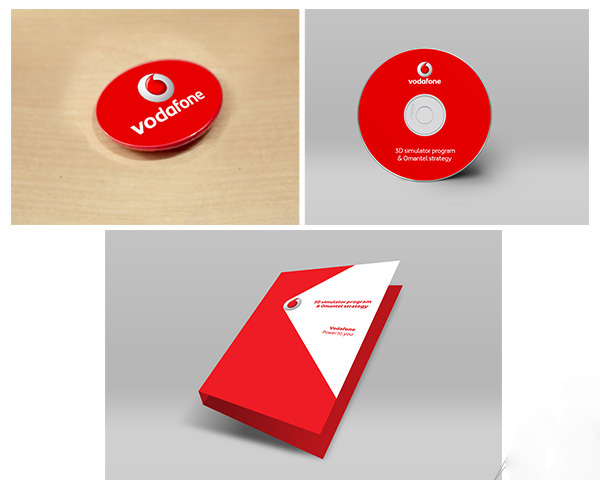 vodafone
vodafone
3D simulator program
& Omantel strategy
3D simulator program
& Omantel strategy
Vodafone
Power to you